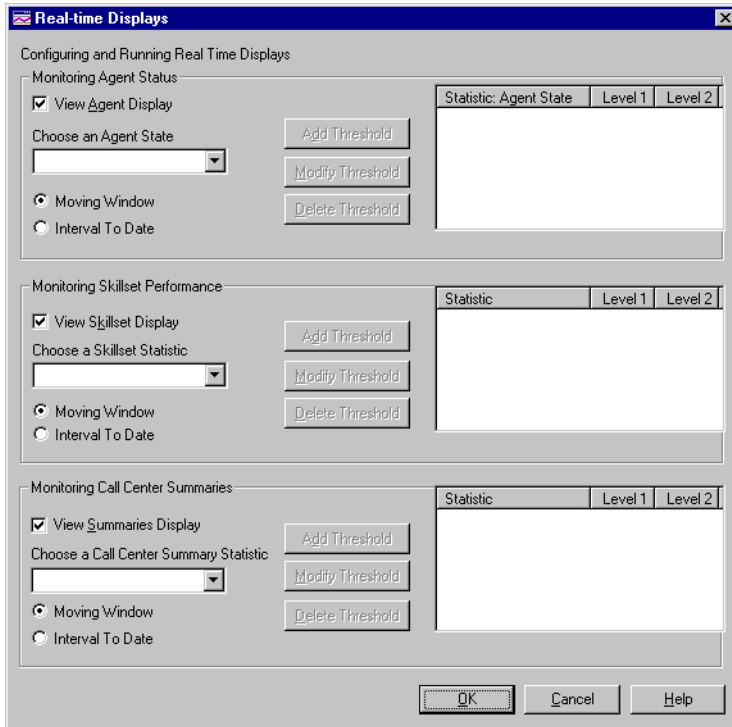 Real-time Displays
Configuring and Running Real Time Displays
Monitoring Agent Status
View Agent Display
Choose an Agent State
Moving Window
Interval To Date
Add Threshold
Modify Threshold
Delete Threshold
Statistic: Agent State Level 1 Level 2
Monitoring Skillset Performance
View Skillset Display
Choose a Skillset Statistic
Moving Window
Interval To Date
Add Threshold
Modify Threshold
Delete Threshold
Statistic Level 1 Level 2
Monitoring Call Center Summaries
View Summaries Display
Choose a Call Center Summary Statistic
Moving Window
Interval To Date
Add Threshold
Modify Threshold
Delete Threshold
Statistic Level 1 Level 2
OK Cancel Help